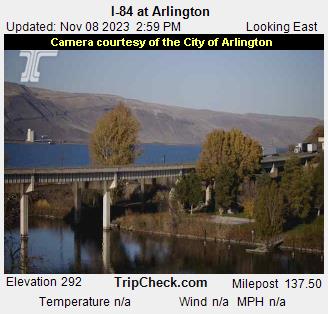 I-84 at Arlington
Updated: Nov 08 2023 2:59 PM Looking East
Camera courtesy of the City of Arlington
Elevation 292 TripCheck.com Milepost 137.50
Temperature n/a Wind n/a MPH n/a